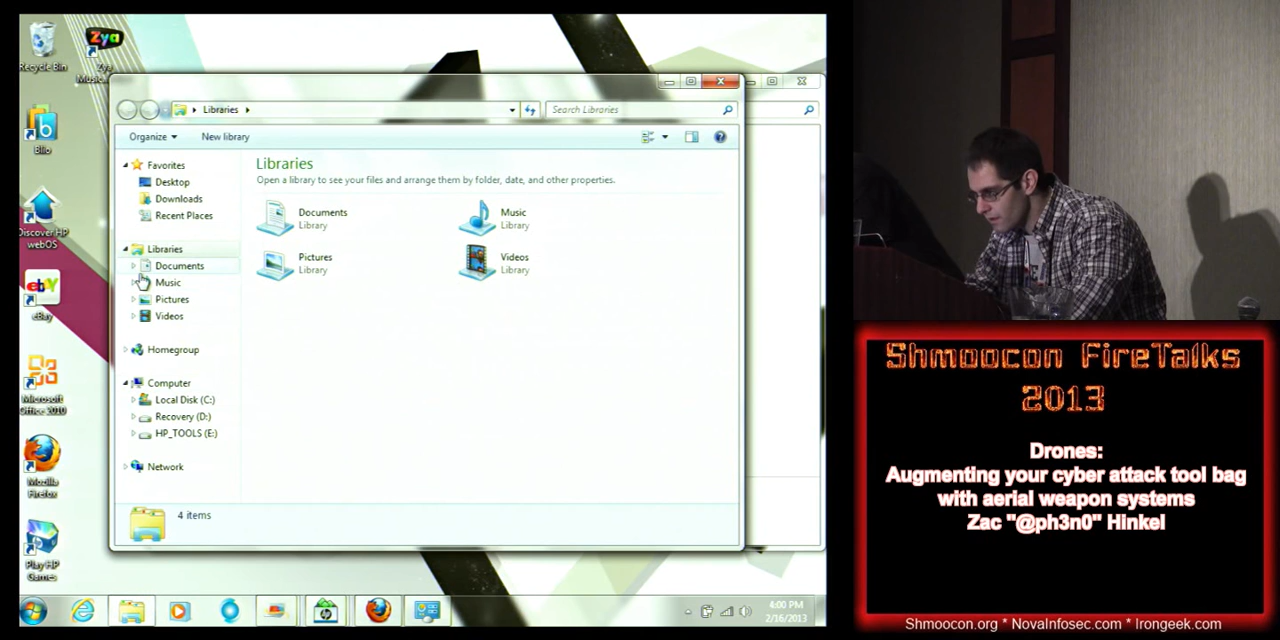 Recycle Bin
Zya
Zya
Music...
b
Blio
Discover HP
webOS
ebY
eBay
Microsoft
Office 2010
Mozilla
Firefox
Play HP
Games
Libraries
Search Libraries
Organize
New library
Favorites
Desktop
Downloads
Recent Places
Libraries
Documents
Music
Pictures
Videos
Homegroup
Computer
Local Disk (C:)
Recovery (D:)
HP_TOOLS (E:)
Network
Libraries
Open a library to see your files and arrange them by folder, date, and other properties.
Documents
Library
Music
Library
Pictures
Library
Videos
Library
4 items
4:00 PM
2/16/2013
Shmoocon FireTalks
2013
Drones:
Augmenting your cyber attack tool bag
with aerial weapon systems
Zac "@ph3n0" Hinkel
Shmoocon.org * NovaInfosec.com * Irongeek.com